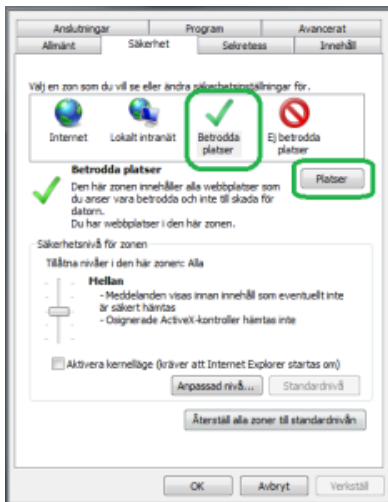 Anslutningar Program Avancerat
Allmänt Säkerhet Sekretess Innehåll
Välj en zon som du vill se eller ändra säkerhetsinställningar för.
Internet Lokalt intranät Betrodda platser Ej betrodda platser
Betrodda platser
Platser
Den här zonen innehåller alla webbplatser som
du anser vara betrodda och inte till skada för
datorn.
Du har webbplatser i den här zonen.
Säkerhetsnivå för zonen
Tillåtna nivåer i den här zonen: Alla
Mellan
- Meddelanden visas innan innehåll som eventuellt inte
är säkert hämtas
- Osignerade ActiveX-kontroller hämtas inte
Aktivera kernelläge (kräver att Internet Explorer startas om)
Anpassad nivå... Standardnivå
Återställ alla zoner till standardnivån
OK Avbryt Verkställ